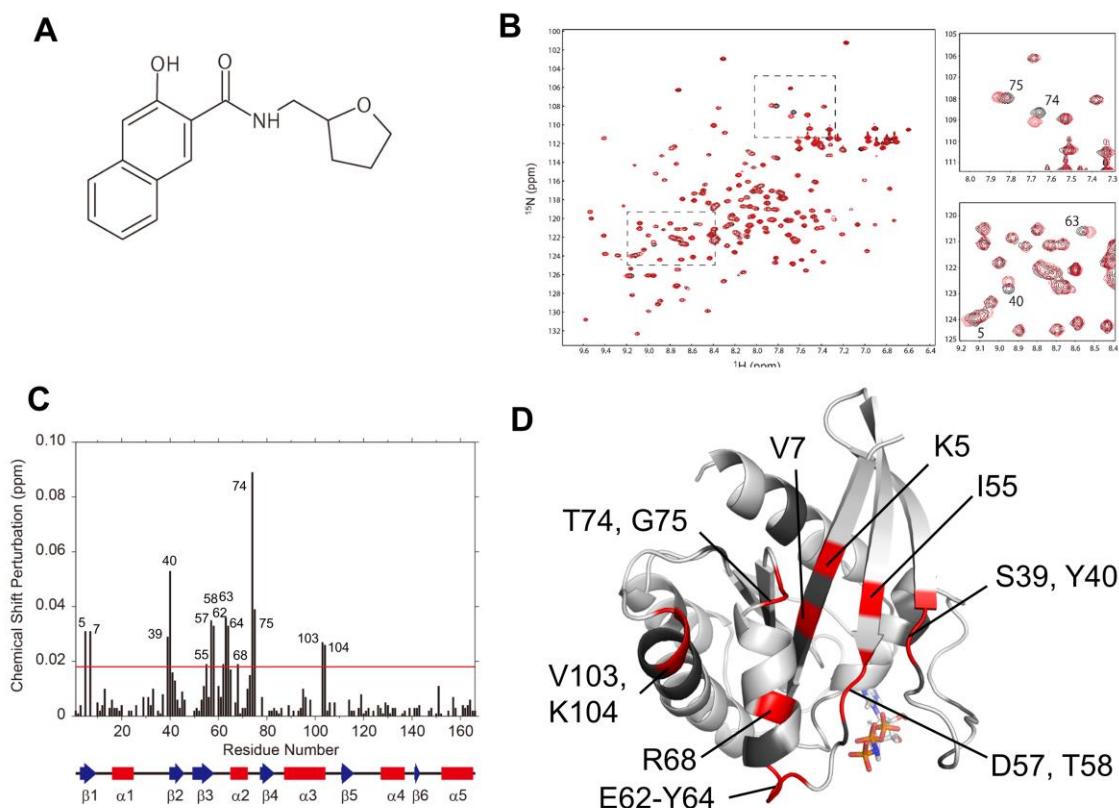 A
OH
O
NH
O
B
100
102
104
106
108
110
112
114
116
118
120
122
124
126
128
130
132
¹⁵N (ppm)
9.6 9.4 9.2 9.0 8.8 8.6 8.4 8.2 8.0 7.8 7.6 7.4 7.2 7.0 6.8 6.6 6.4
¹H (ppm)
105
106
107
108
109
110
111
75
74
8.0 7.9 7.8 7.7 7.6 7.5 7.4 7.3
120
121
122
123
124
125
63
40
5
9.2 9.1 9.0 8.9 8.8 8.7 8.6 8.5 8.4
C
Chemical Shift Perturbation (ppm)
0.10
0.08
0.06
0.04
0.02
0
74
40
63
58
62
57
5
7
39
64
75
55
68
103
104
20 40 60 80 100 120 140 160
Residue Number
β1 α1 β2 β3 α2 β4 α3 β5 α4 β6 α5
D
V7
K5
I55
T74, G75
S39, Y40
V103,
K104
R68
D57, T58
E62-Y64